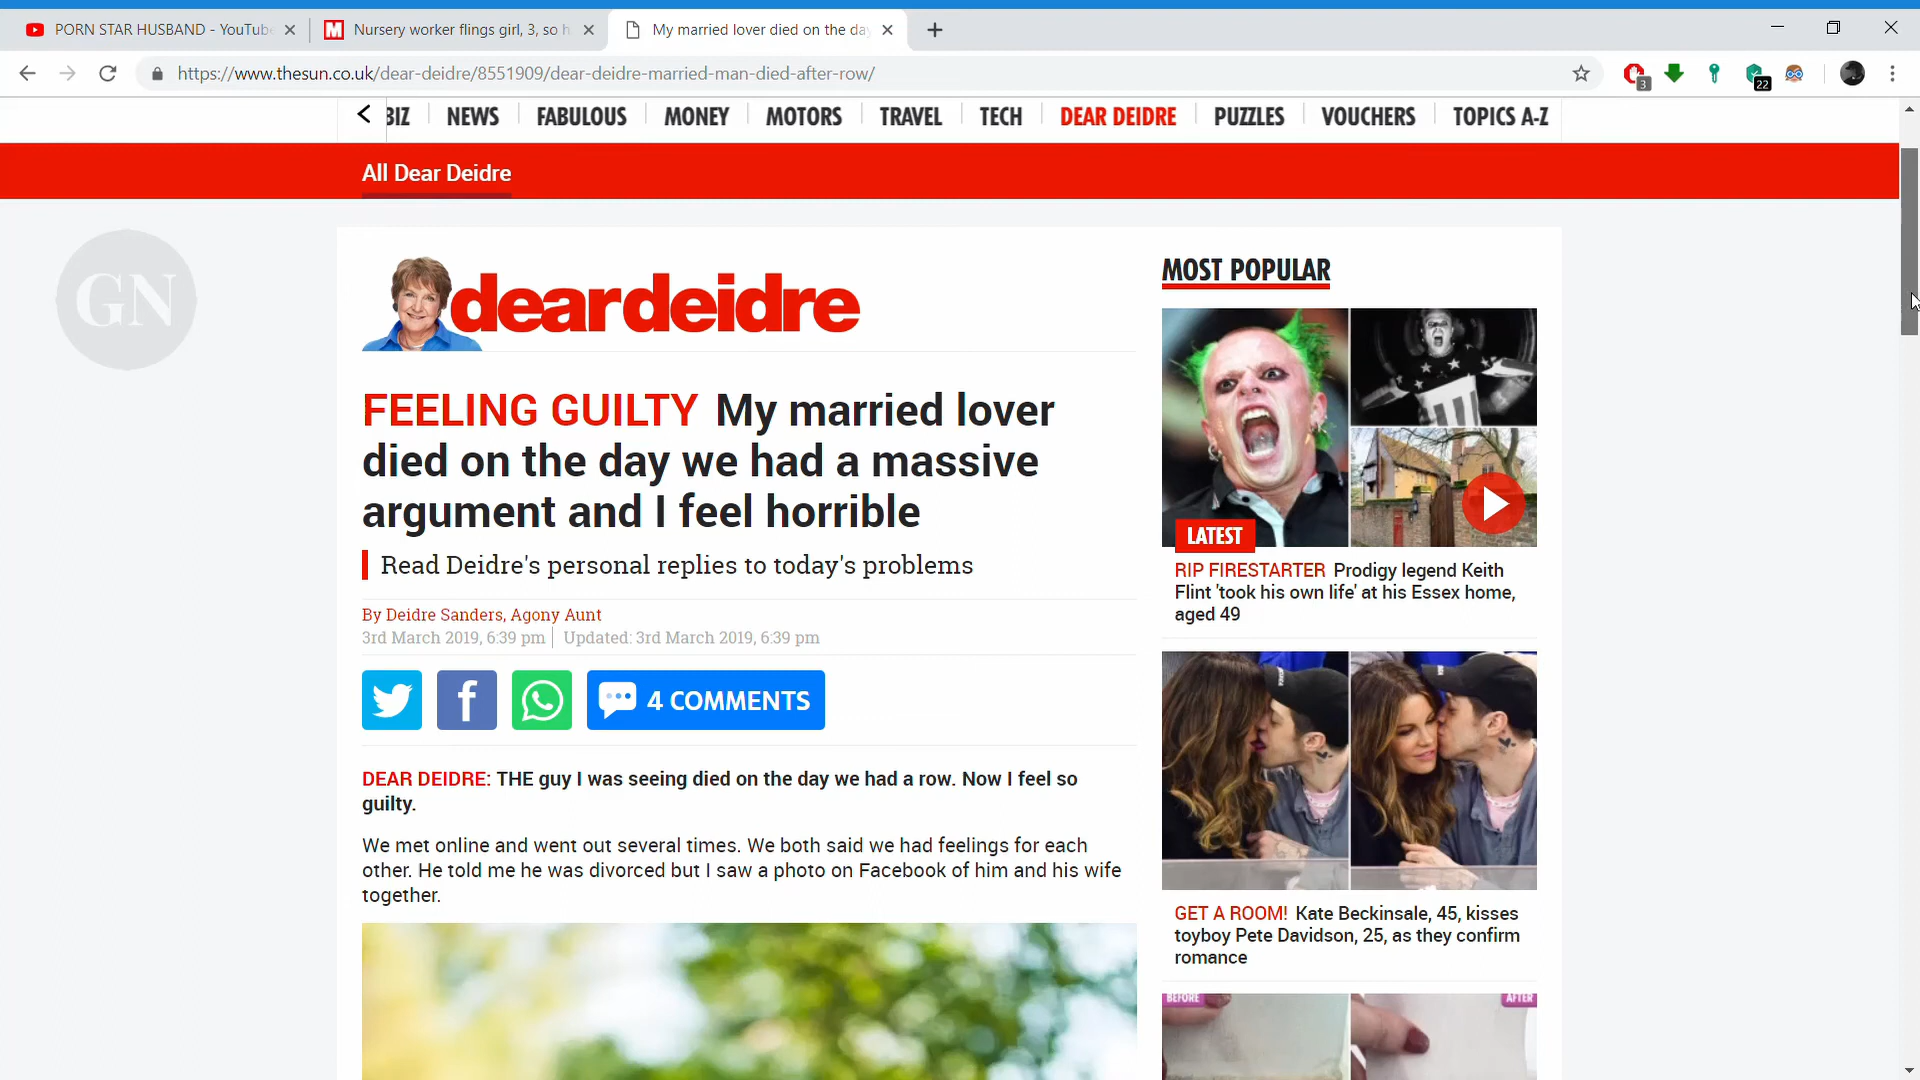 PORN STAR HUSBAND - YouTub
Nursery worker flings girl, 3, so h
My married lover died on the da
https://www.thesun.co.uk/dear-deidre/8551909/dear-deidre-married-man-died-after-row/
3
22
BIZ
NEWS
FABULOUS
MONEY
MOTORS
TRAVEL
TECH
DEAR DEIDRE
PUZZLES
VOUCHERS
TOPICS A-Z
All Dear Deidre
GN
deardeidre
FEELING GUILTY My married lover
died on the day we had a massive
argument and I feel horrible
Read Deidre's personal replies to today's problems
By Deidre Sanders, Agony Aunt
3rd March 2019, 6:39 pm
Updated: 3rd March 2019, 6:39 pm
4 COMMENTS
DEAR DEIDRE: THE guy I was seeing died on the day we had a row. Now I feel so
guilty.
We met online and went out several times. We both said we had feelings for each
other. He told me he was divorced but I saw a photo on Facebook of him and his wife
together.
MOST POPULAR
LATEST
RIP FIRESTARTER Prodigy legend Keith
Flint 'took his own life' at his Essex home,
aged 49
GET A ROOM! Kate Beckinsale, 45, kisses
toyboy Pete Davidson, 25, as they confirm
romance
BEFORE
AFTER